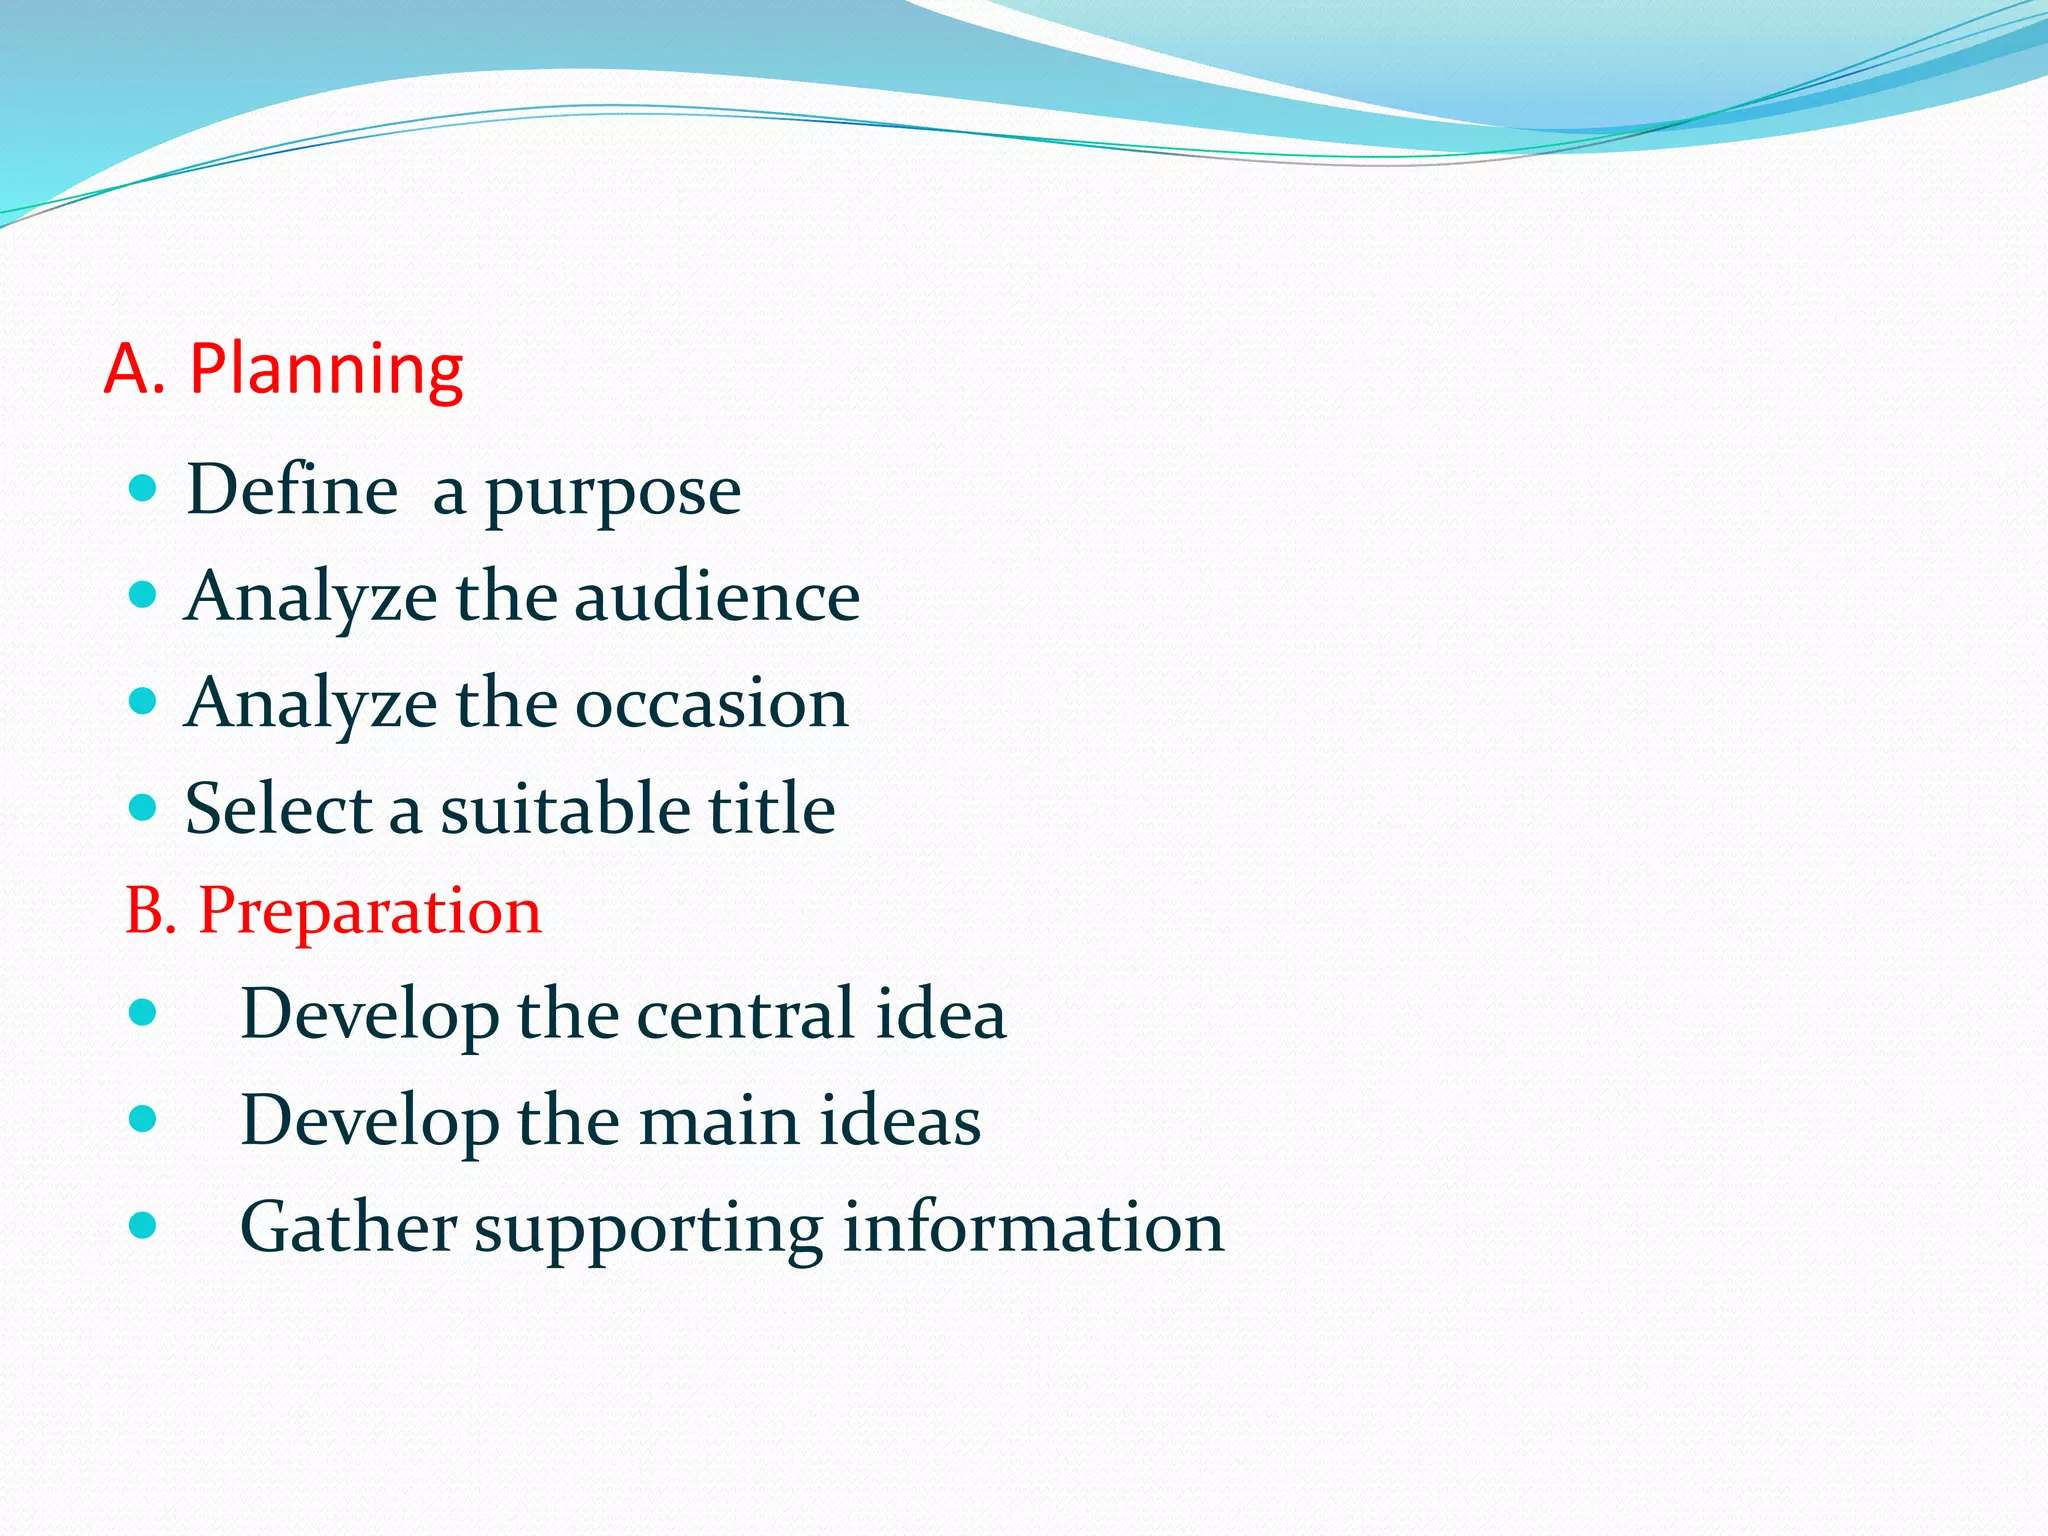 A. Planning
• Define  a purpose
• Analyze the audience
• Analyze the occasion
• Select a suitable title
B. Preparation
• Develop the central idea
• Develop the main ideas
• Gather supporting information